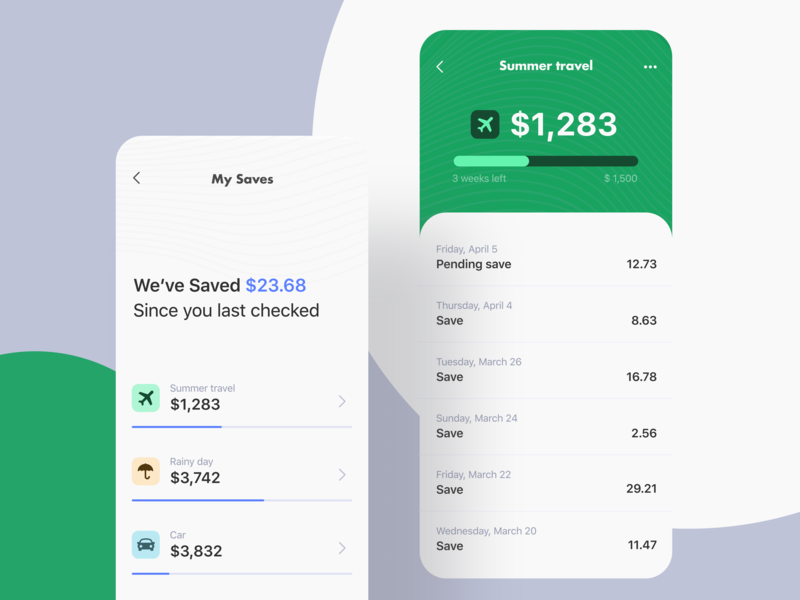 My Saves
We’ve Saved $23.68
Since you last checked
Summer travel
$1,283
Rainy day
$3,742
Car
$3,832
Summer travel
$1,283
3 weeks left $ 1,500
Friday, April 5
Pending save 12.73
Thursday, April 4
Save 8.63
Tuesday, March 26
Save 16.78
Sunday, March 24
Save 2.56
Friday, March 22
Save 29.21
Wednesday, March 20
Save 11.47